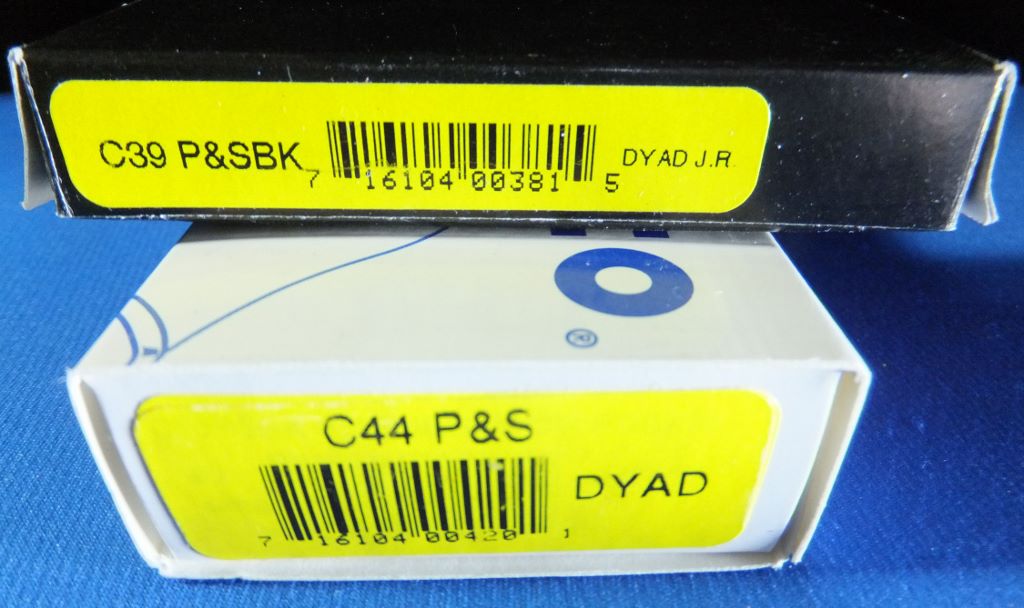 C39 P&SBK
7 16104 00381 5
DYAD J.R.
O
®
C44 P&S
DYAD
7 16104 00420 1